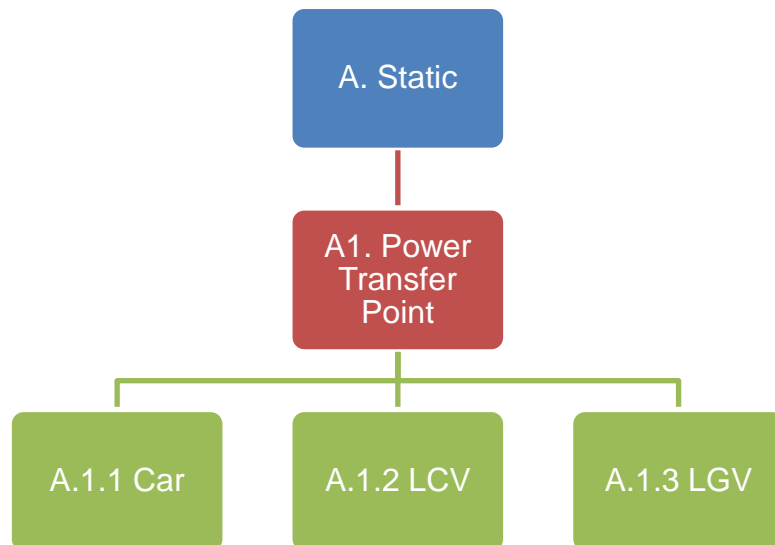 A. Static
A1. Power
Transfer
Point
A.1.1 Car
A.1.2 LCV
A.1.3 LGV